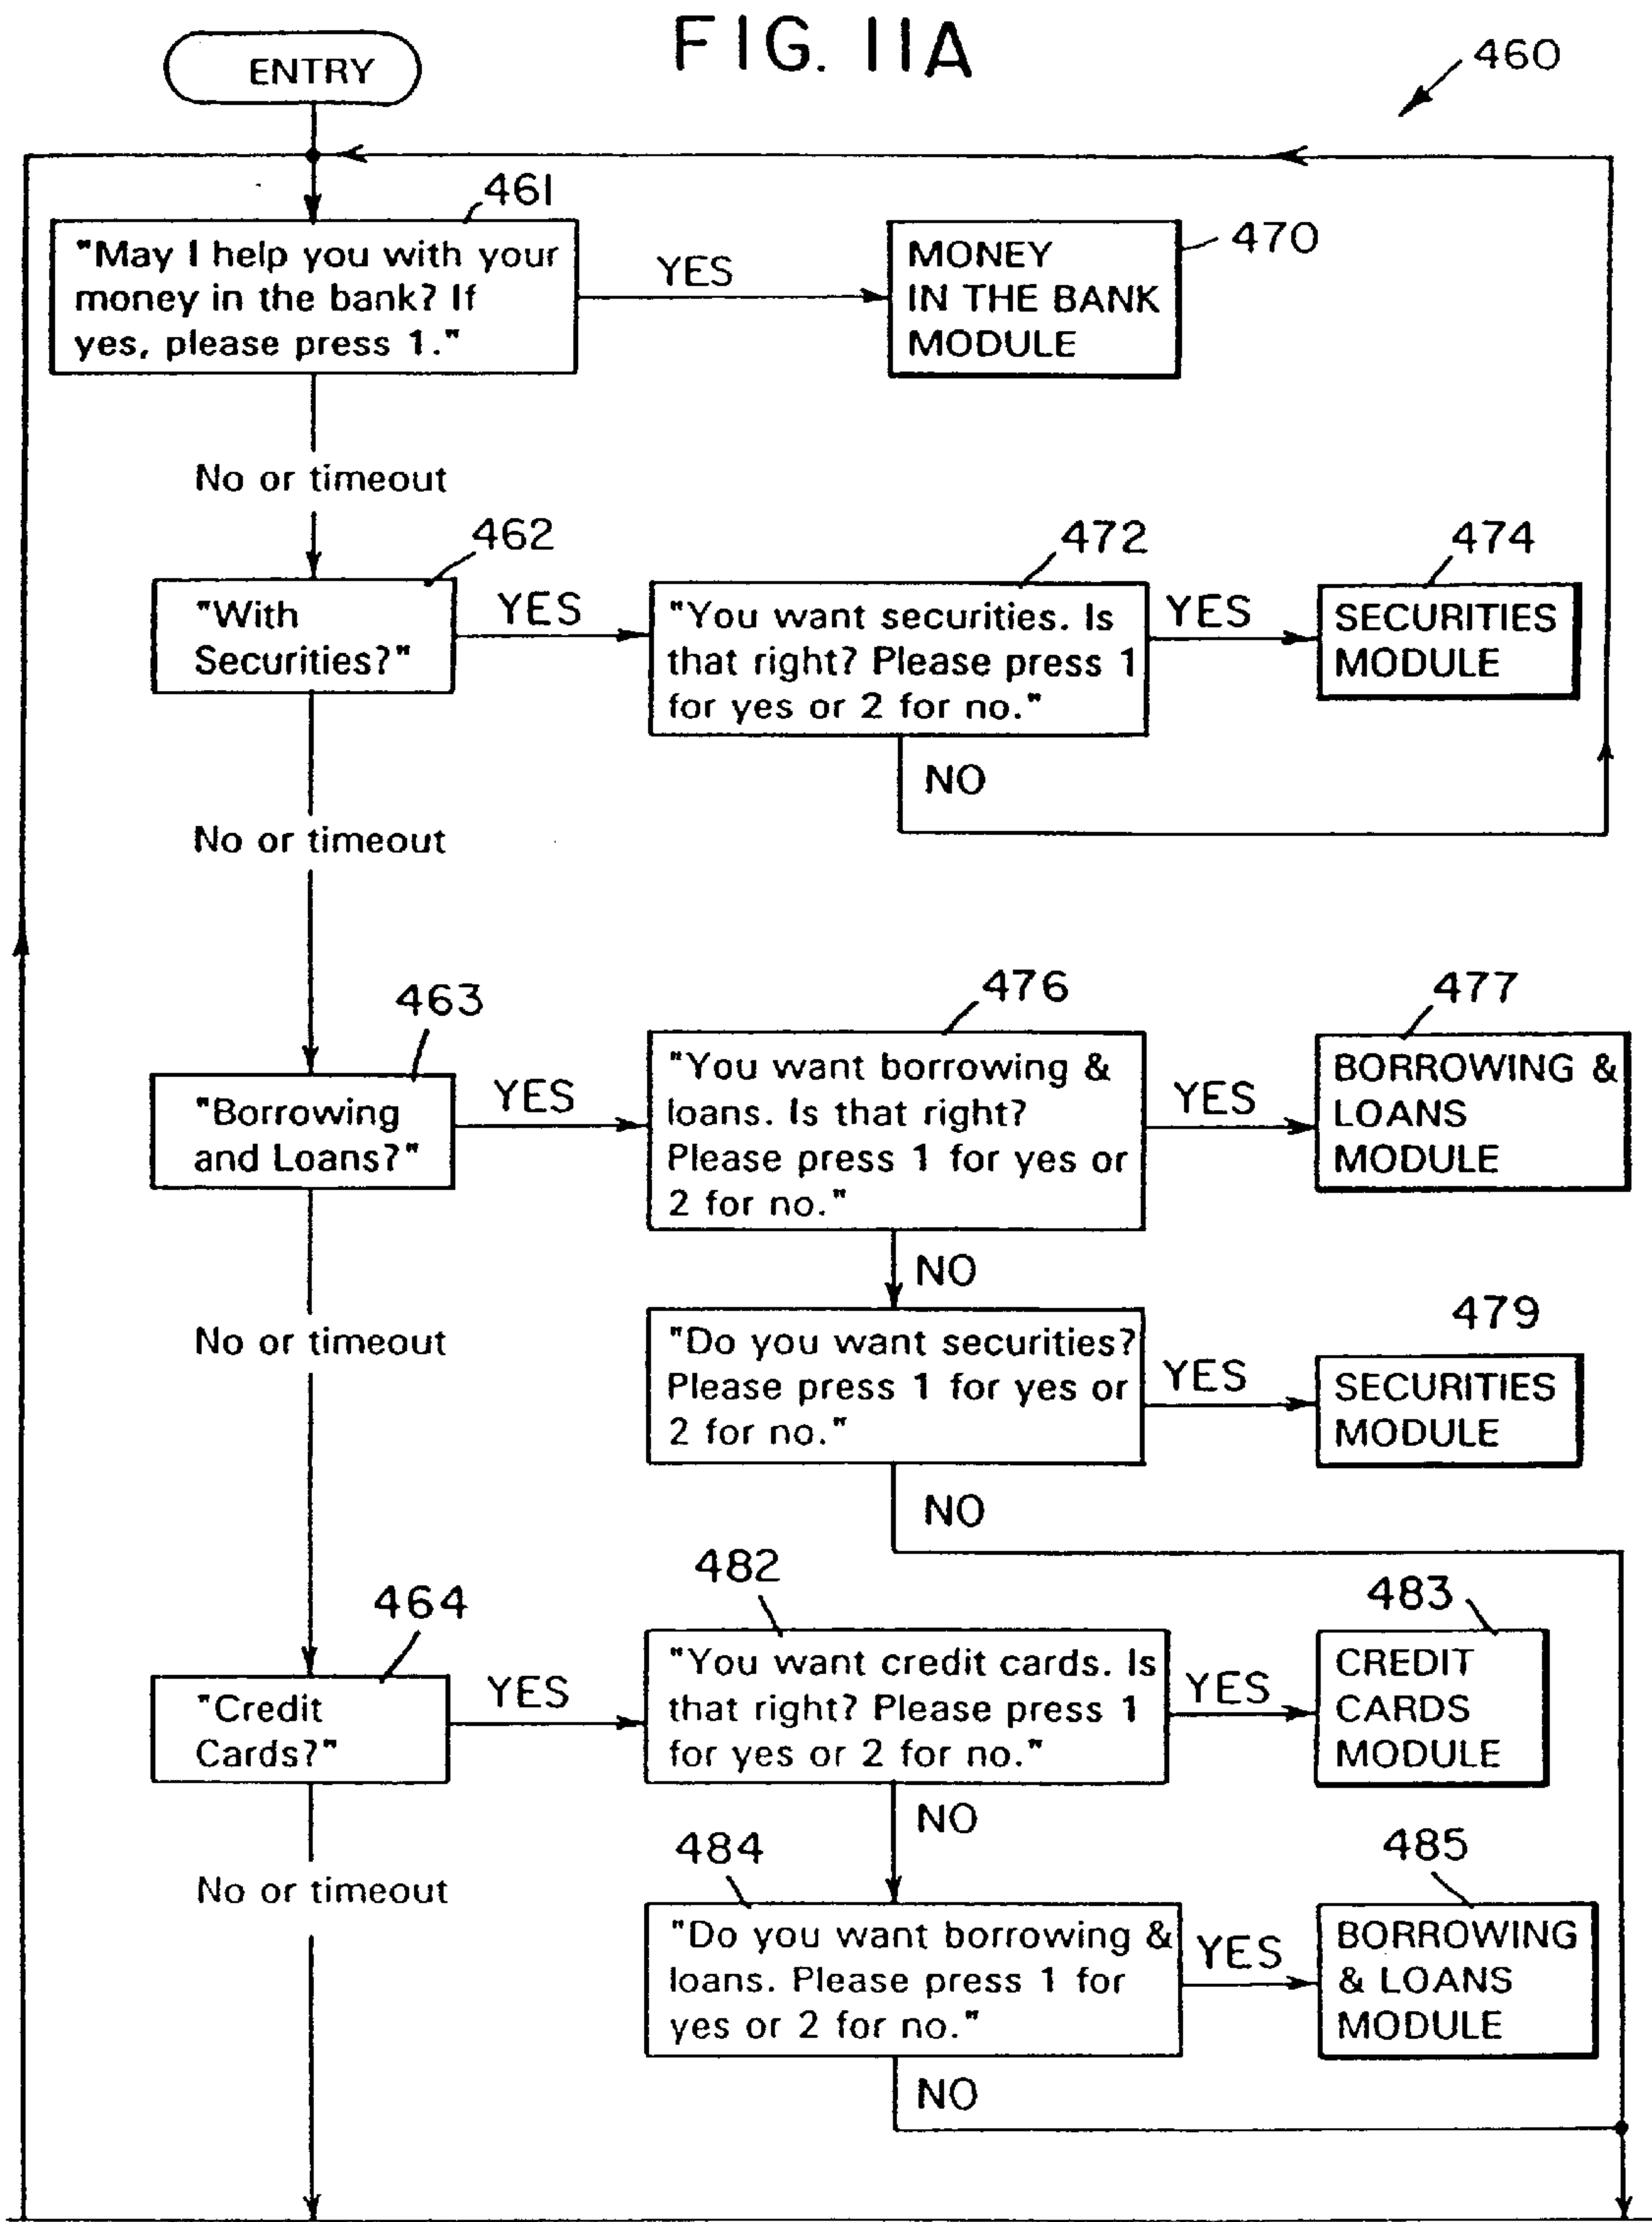 FIG. 11A
460
ENTRY
461
"May I help you with your
money in the bank? If
yes, please press 1."
YES
470
MONEY
IN THE BANK
MODULE
No or timeout
462
"With
Securities?"
YES
472
"You want securities. Is
that right? Please press 1
for yes or 2 for no."
YES
474
SECURITIES
MODULE
NO
No or timeout
463
"Borrowing
and Loans?"
YES
476
"You want borrowing &
loans. Is that right?
Please press 1 for yes or
2 for no."
YES
477
BORROWING &
LOANS
MODULE
NO
"Do you want securities?
Please press 1 for yes or
2 for no."
YES
479
SECURITIES
MODULE
NO
No or timeout
464
"Credit
Cards?"
YES
482
"You want credit cards. Is
that right? Please press 1
for yes or 2 for no."
YES
483
CREDIT
CARDS
MODULE
NO
484
"Do you want borrowing &
loans. Please press 1 for
yes or 2 for no."
YES
485
BORROWING
& LOANS
MODULE
NO
No or timeout